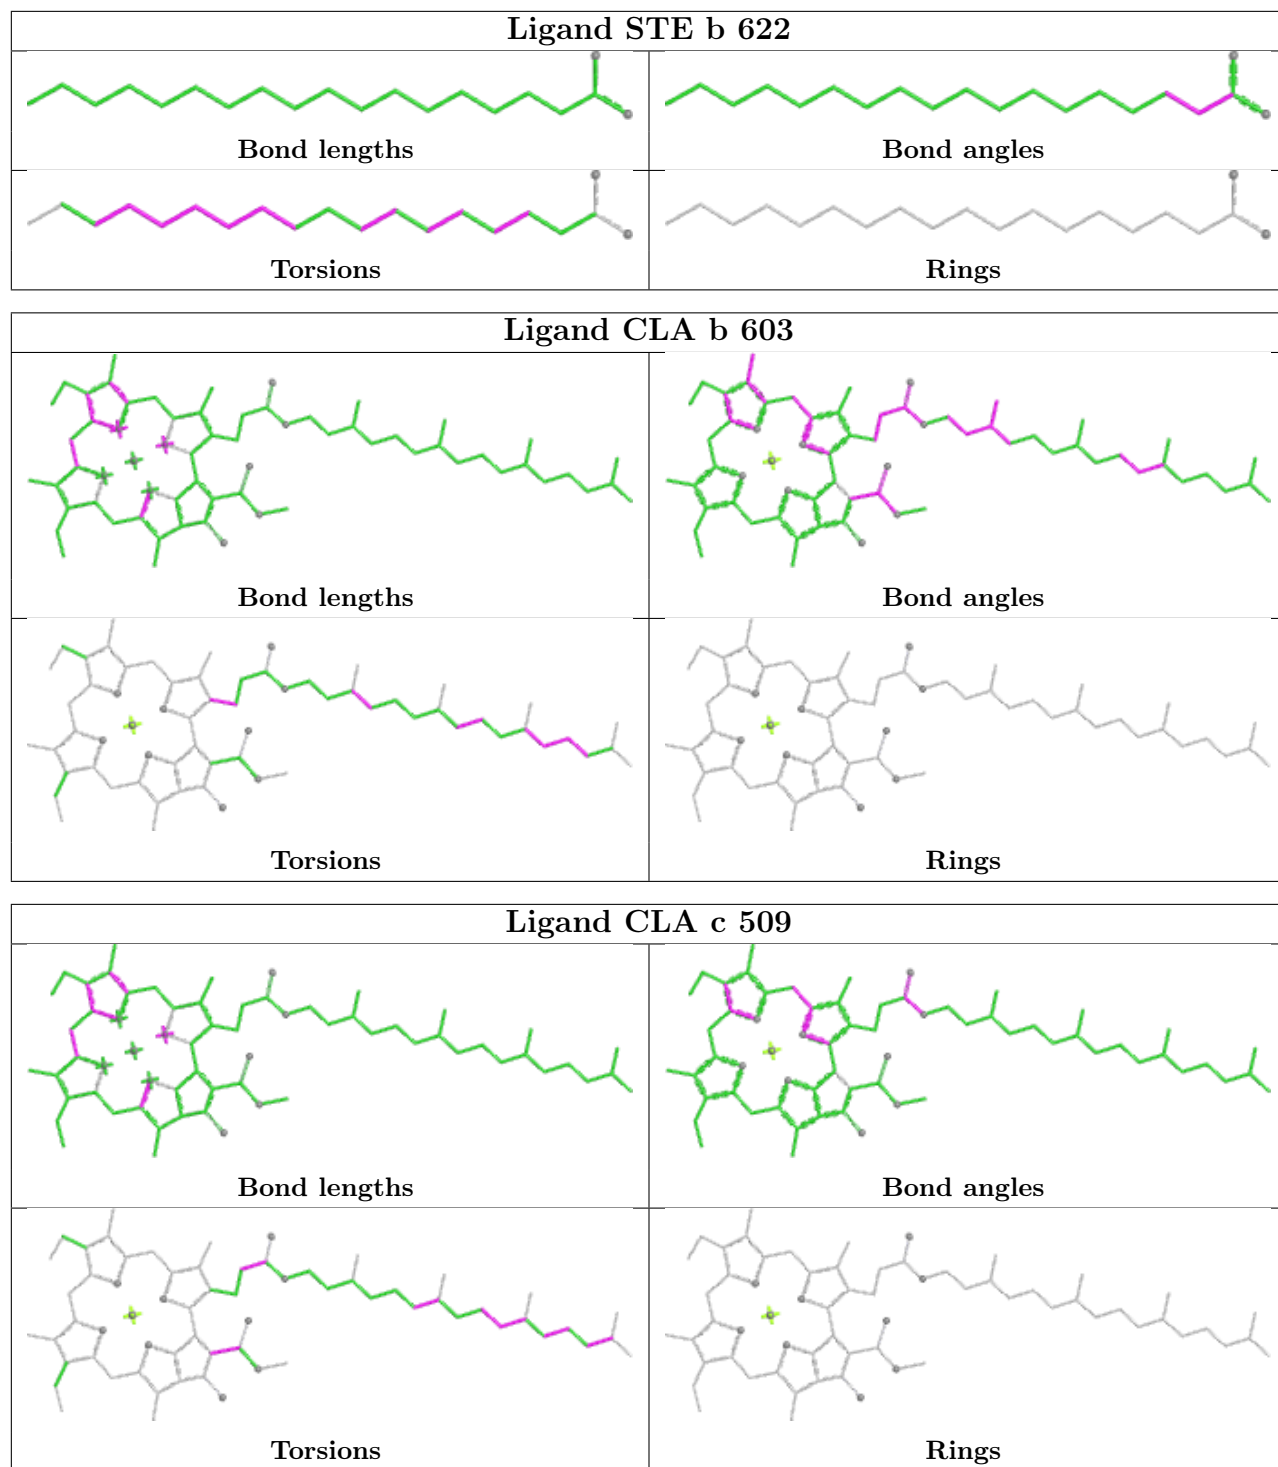 Ligand STE b 622
Bond lengths
Bond angles
Torsions
Rings
Ligand CLA b 603
Bond lengths
Bond angles
Torsions
Rings
Ligand CLA c 509
Bond lengths
Bond angles
Torsions
Rings